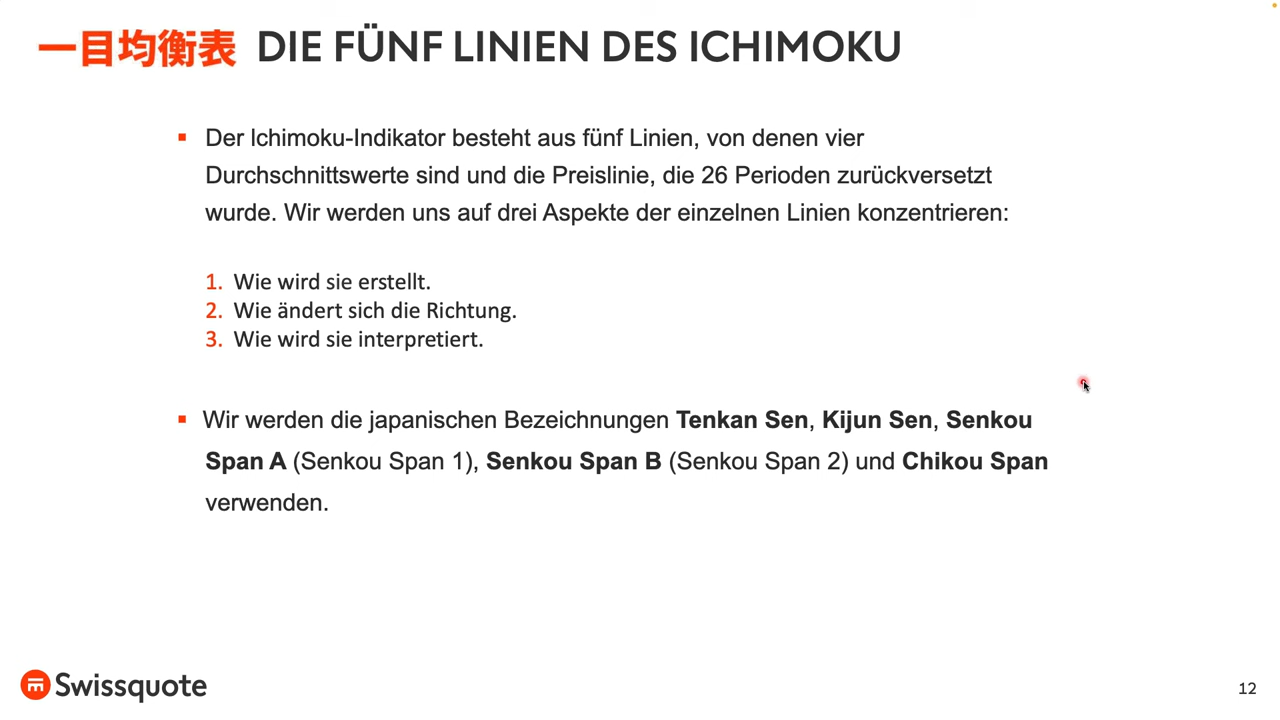 一目均衡表 DIE FÜNF LINIEN DES ICHIMOKU
▪ Der Ichimoku-Indikator besteht aus fünf Linien, von denen vier
Durchschnittswerte sind und die Preislinie, die 26 Perioden zurückversetzt
wurde. Wir werden uns auf drei Aspekte der einzelnen Linien konzentrieren:
1. Wie wird sie erstellt.
2. Wie ändert sich die Richtung.
3. Wie wird sie interpretiert.
▪ Wir werden die japanischen Bezeichnungen Tenkan Sen, Kijun Sen, Senkou
Span A (Senkou Span 1), Senkou Span B (Senkou Span 2) und Chikou Span
verwenden.
Swissquote
12